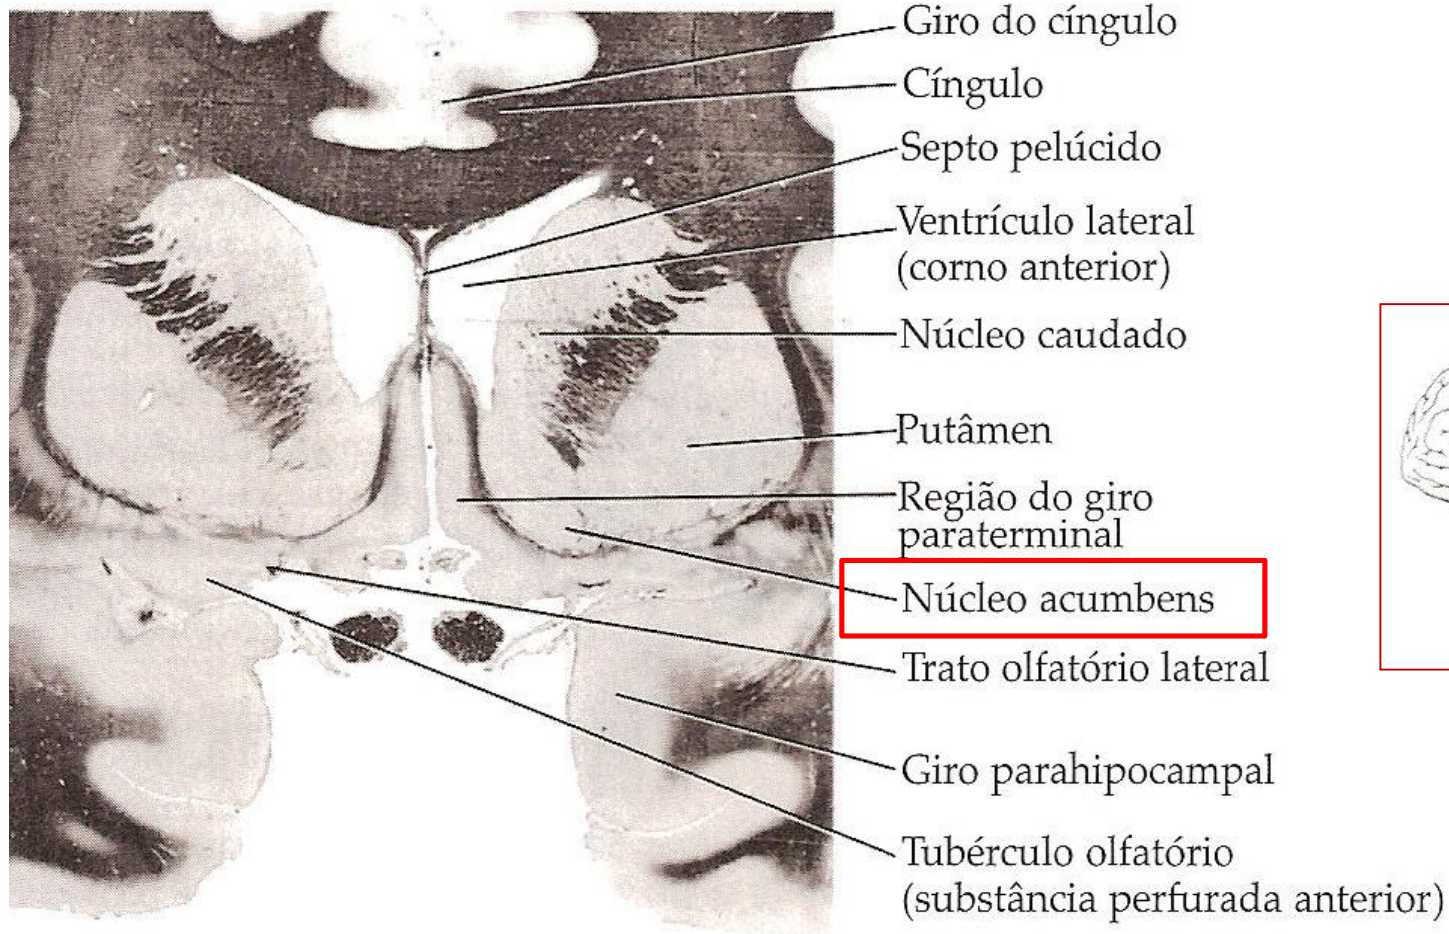 Giro do cíngulo
Cíngulo
Septo pelúcido
Ventrículo lateral
(corno anterior)
Núcleo caudado
Putâmen
Região do giro
paraterminal
Núcleo acumbens
Trato olfatório lateral
Giro parahipocampal
Tubérculo olfatório
(substância perfurada anterior)